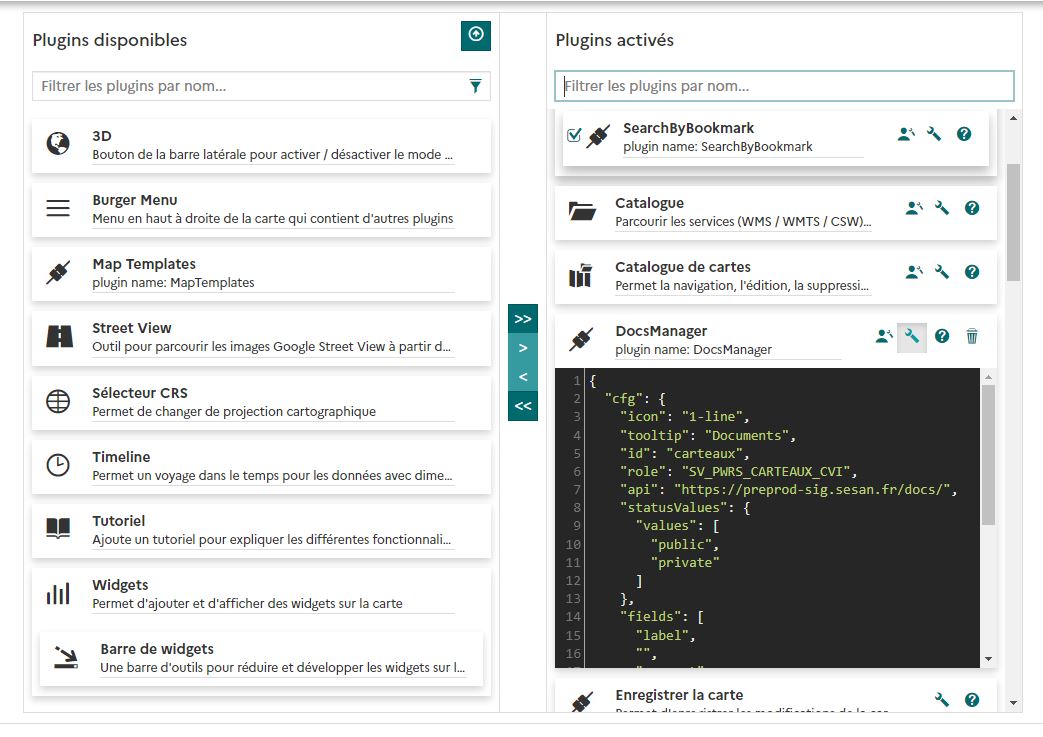 Plugins disponibles
Filtrer les plugins par nom...
3D
Bouton de la barre latérale pour activer / désactiver le mode ...
Burger Menu
Menu en haut à droite de la carte qui contient d'autres plugins
Map Templates
plugin name: MapTemplates
Street View
Outil pour parcourir les images Google Street View à partir d...
Sélecteur CRS
Permet de changer de projection cartographique
Timeline
Permet un voyage dans le temps pour les données avec dime...
Tutoriel
Ajoute un tutoriel pour expliquer les différentes fonctionnali...
Widgets
Permet d'ajouter et d'afficher des widgets sur la carte
Barre de widgets
Une barre d'outils pour réduire et développer les widgets sur l...
>>
>
<
<<
Plugins activés
Filtrer les plugins par nom...
SearchByBookmark
plugin name: SearchByBookmark
Catalogue
Parcourir les services (WMS / WMTS / CSW)...
Catalogue de cartes
Permet la navigation, l'édition, la suppressi...
DocsManager
plugin name: DocsManager
1 {
2 "cfg": {
3 "icon": "1-line",
4 "tooltip": "Documents",
5 "id": "carteaux",
6 "role": "SV_PWRS_CARTEAUX_CVI",
7 "api": "https://preprod-sig.sesan.fr/docs/",
8 "statusValues": {
9 "values": [
10 "public",
11 "private"
12 ]
13 },
14 "fields": [
15 "label",
16 "",
Enregistrer la carte